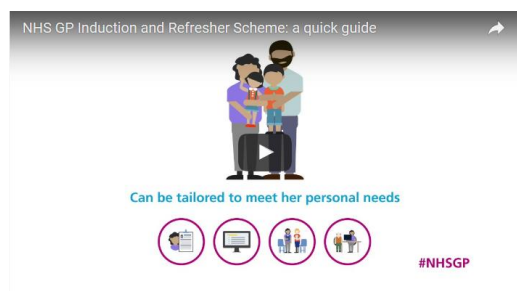 NHS GP Induction and Refresher Scheme: a quick guide
Can be tailored to meet her personal needs
#NHSGP